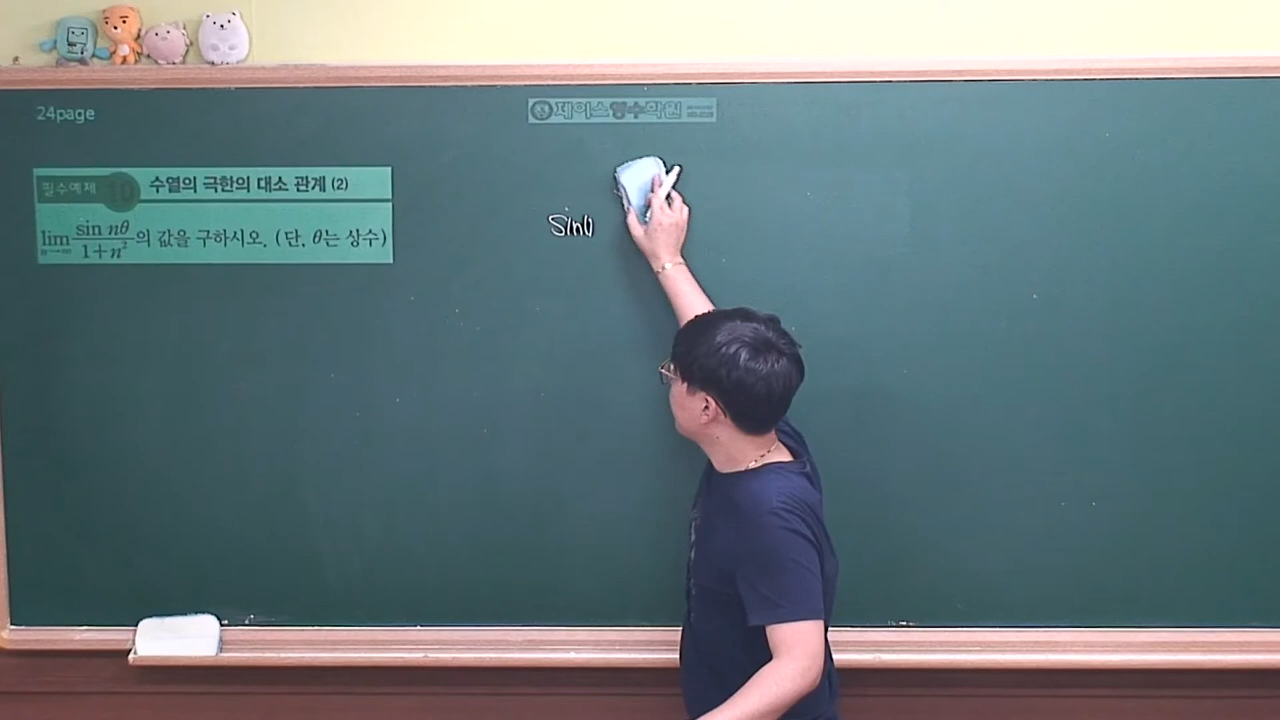 24page
제이스영수학원
필수예제 10 수열의 극한의 대소 관계 (2)
lim n→∞ sin nθ / 1+n² 의 값을 구하시오. (단, θ는 상수)
sinθ